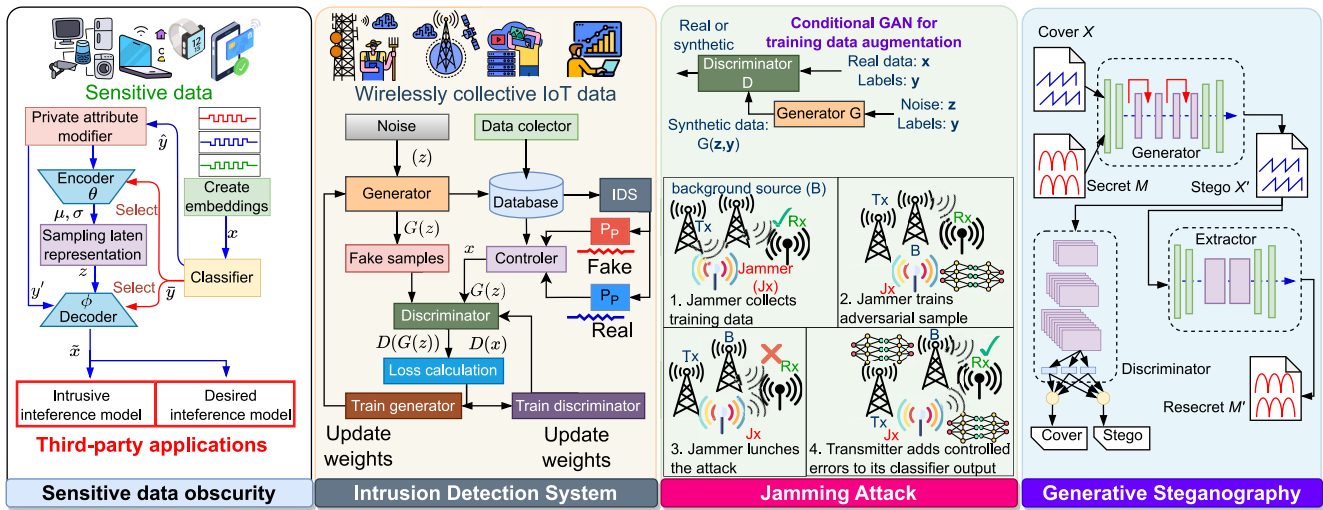 Sensitive data
Private attribute
modifier
ŷ
Encoder
θ
Select
Create
embeddings
μ, σ
x
Sampling laten
representation
Classifier
z
Select
ȳ
y′
ϕ
Decoder
x̃
Intrusive
inteference model
Desired
inteference model
Third-party applications
Sensitive data obscurity
Wirelessly collective IoT data
Noise
Data colector
(z)
Generator
Database
IDS
G(z)
x
Fake samples
Controler
P_P
Fake
P_P
Real
G(z)
Discriminator
D(G(z))
D(x)
Loss calculation
Train generator
Train discriminator
Update
weights
Update
weights
Intrusion Detection System
Conditional GAN for
training data augmentation
Real or
synthetic
Discriminator
D
Real data: x
Labels: y
Generator G
Noise: z
Labels: y
Synthetic data:
G(z,y)
background source (B)
Tx
Rx
Jammer
(Jx)
1. Jammer collects
training data
Tx
Rx
B
Jx
2. Jammer trains
adversarial sample
B
Tx
Rx
Jx
3. Jammer lunches
the attack
B
Rx
Tx
Jx
4. Transmitter adds controlled
errors to its classifier output
Jamming Attack
Cover X
Generator
Secret M
Stego X′
Extractor
Discriminator
Resecret M′
Cover
Stego
Generative Steganography